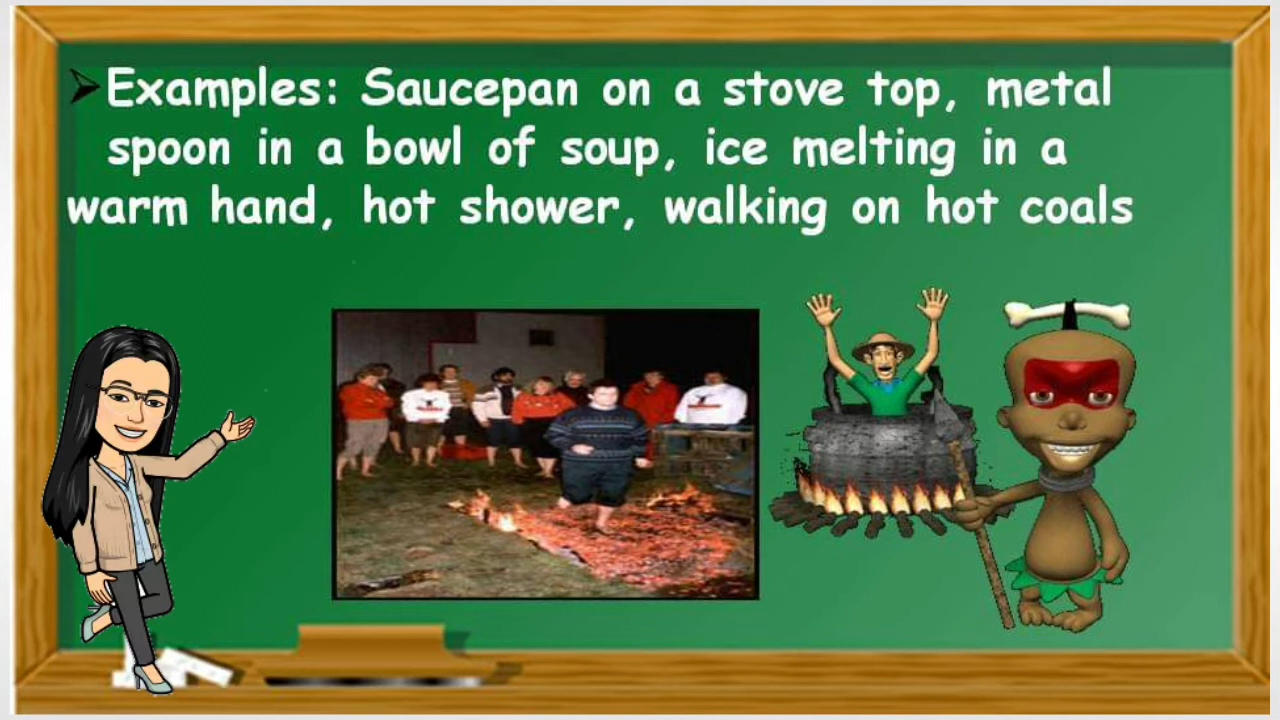 Examples: Saucepan on a stove top, metal
spoon in a bowl of soup, ice melting in a
warm hand, hot shower, walking on hot coals